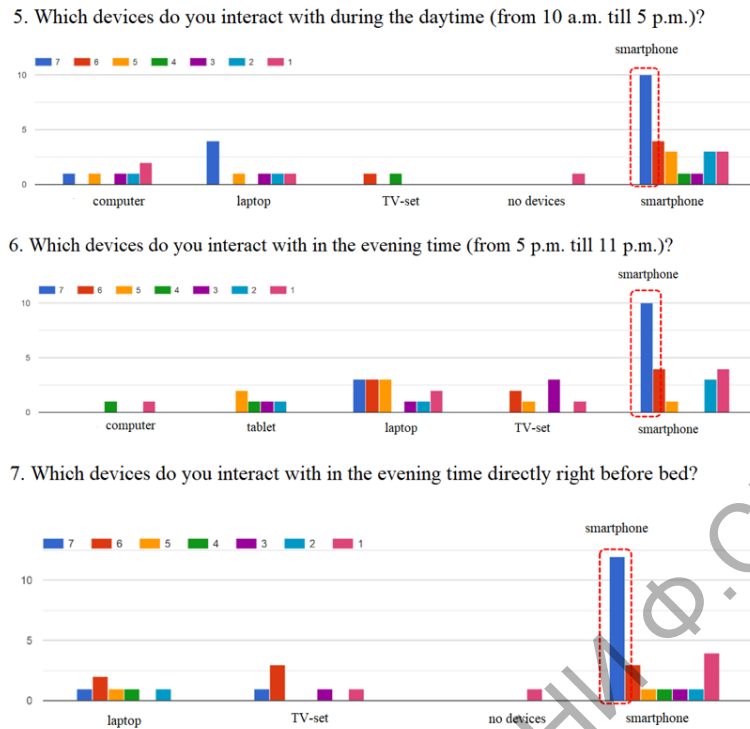 5. Which devices do you interact with during the daytime (from 10 a.m. till 5 p.m.)?
smartphone
7 6 5 4 3 2 1
10
5
0
computer laptop TV-set no devices smartphone
6. Which devices do you interact with in the evening time (from 5 p.m. till 11 p.m.)?
smartphone
7 6 5 4 3 2 1
10
5
0
computer tablet laptop TV-set smartphone
7. Which devices do you interact with in the evening time directly right before bed?
smartphone
7 6 5 4 3 2 1
10
5
0
laptop TV-set no devices smartphone
НИ Ф.С